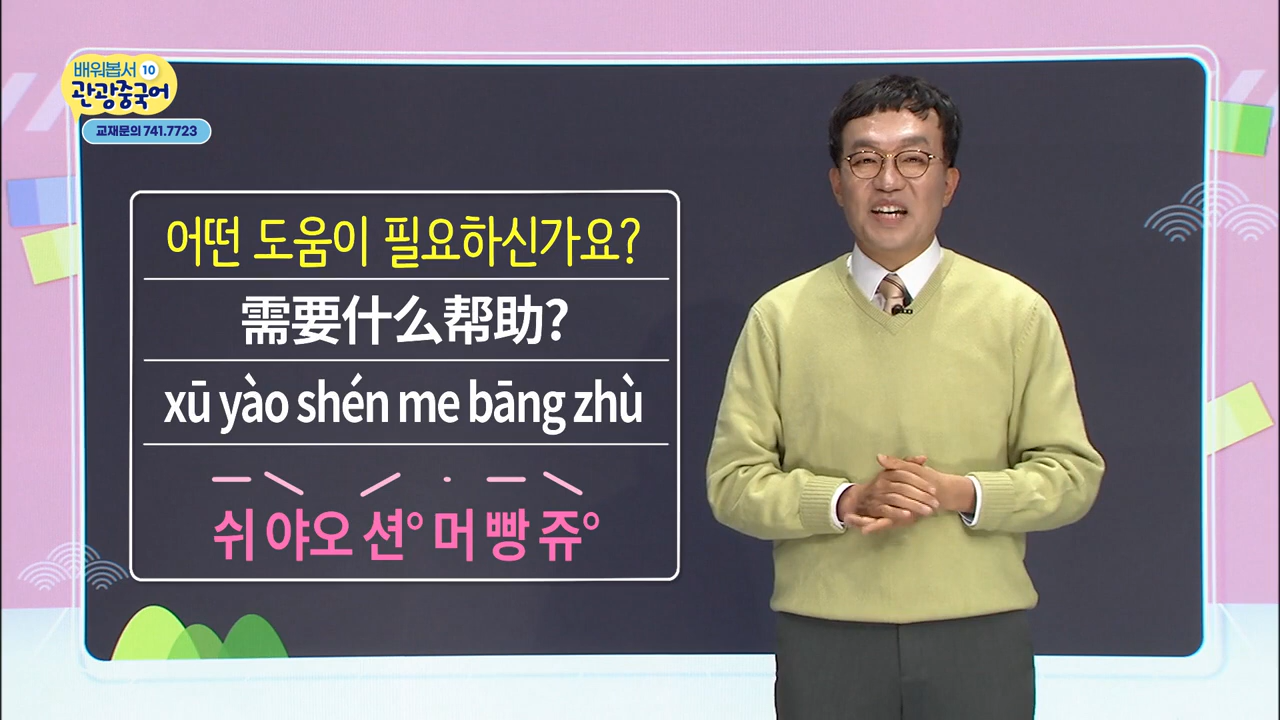 배워봅서 10
관광중국어
교재문의 741.7723
어떤 도움이 필요하신가요?
需要什么帮助?
xū yào shén me bāng zhù
쉬 야오 션° 머 빵 쥬°